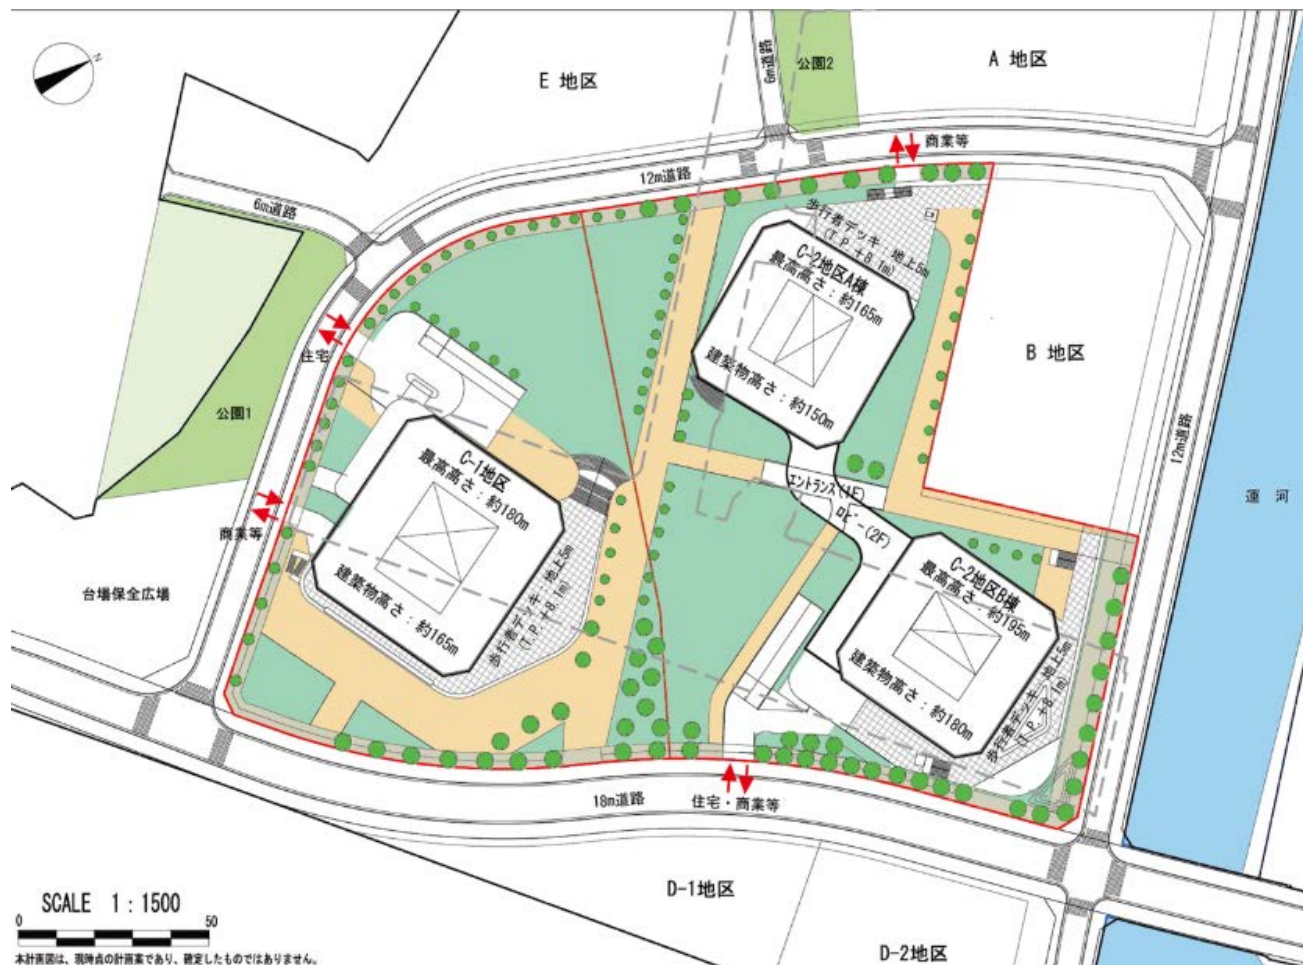 N
E 地区
6m道路
公園2
A 地区
商業等
12m道路
6m道路
歩行者デッキ：地上5m
(T.P.+8.1m)
C-2地区A棟
最高高さ：約165m
建築物高さ：約150m
B 地区
12m道路
運 河
住宅
公園1
C-1地区
最高高さ：約180m
建築物高さ：約165m
歩行者デッキ：地上5m
(T.P.+8.1m)
エントランス(1F)
ロビー(2F)
C-2地区B棟
最高高さ：約195m
建築物高さ：約180m
歩行者デッキ：地上5m
(T.P.+8.1m)
商業等
台場保全広場
18m道路
住宅・商業等
D-1地区
D-2地区
SCALE 1：1500
0 50
本計画図は、現時点の計画案であり、確定したものではありません。